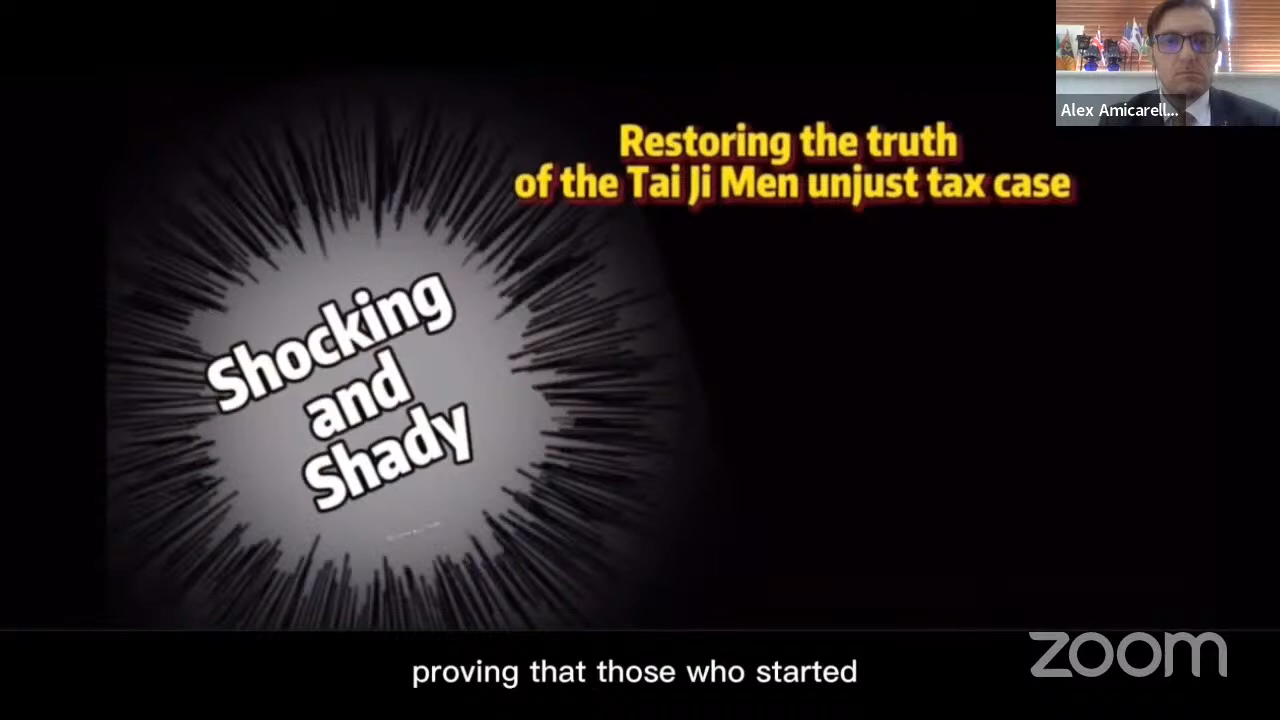 Alex Amicarell...
Restoring the truth
of the Tai Ji Men unjust tax case
Shocking
and
Shady
proving that those who started
zoom